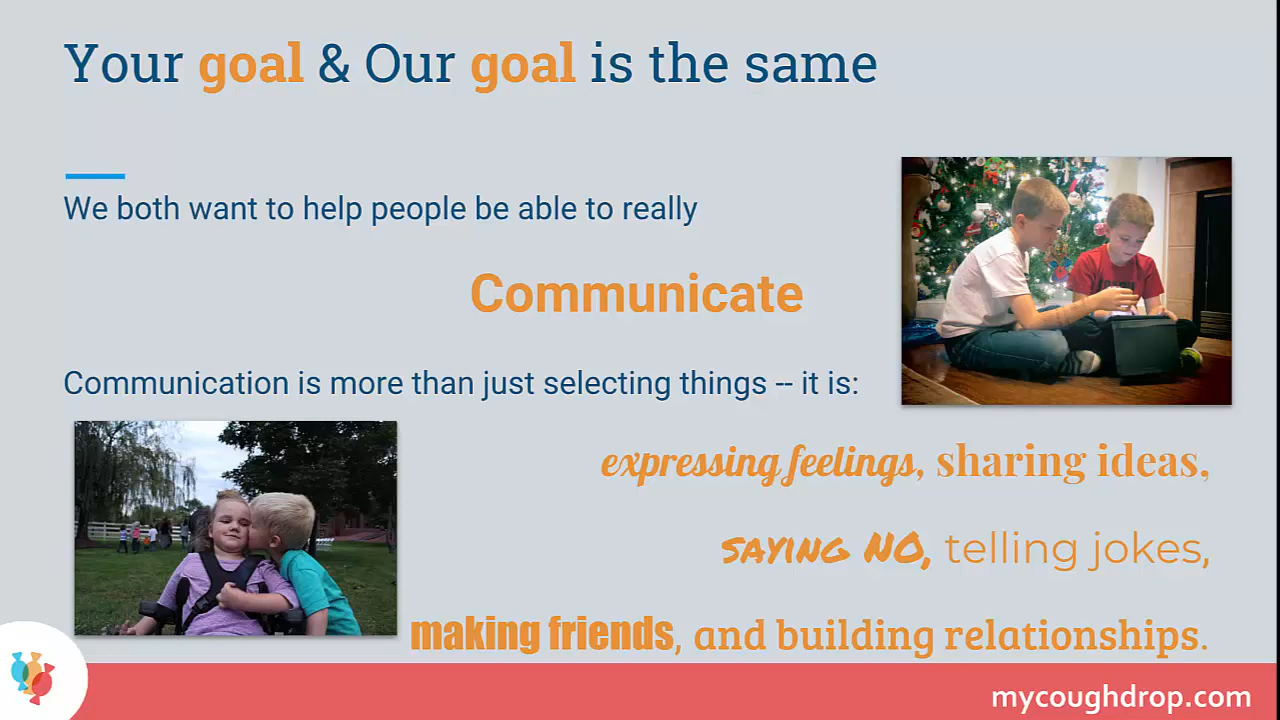 Your goal & Our goal is the same
We both want to help people be able to really
Communicate
Communication is more than just selecting things -- it is:
expressing feelings, sharing ideas,
SAYING NO, telling jokes,
making friends, and building relationships.
mycoughdrop.com